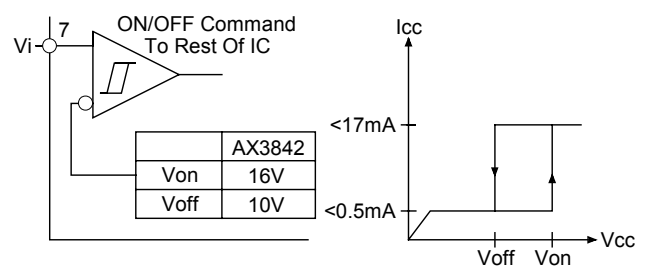 ON/OFF Command
To Rest Of IC
Vi
7
AX3842
Von 16V
Voff 10V
Icc
<17mA
<0.5mA
Voff Von
Vcc